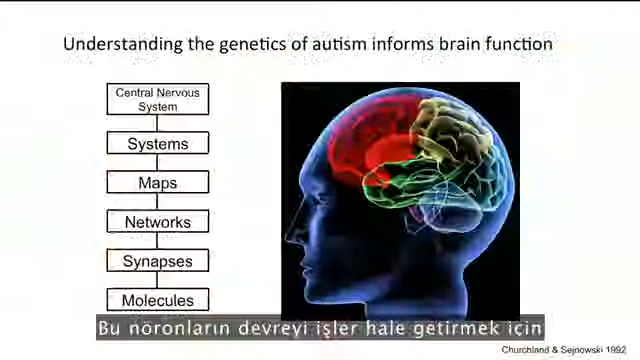 Understanding the genetics of autism informs brain function
Central Nervous
System
Systems
Maps
Networks
Synapses
Molecules
Bu nöronların devreyi işler hale getirmek için
Churchland & Sejnowski 1992